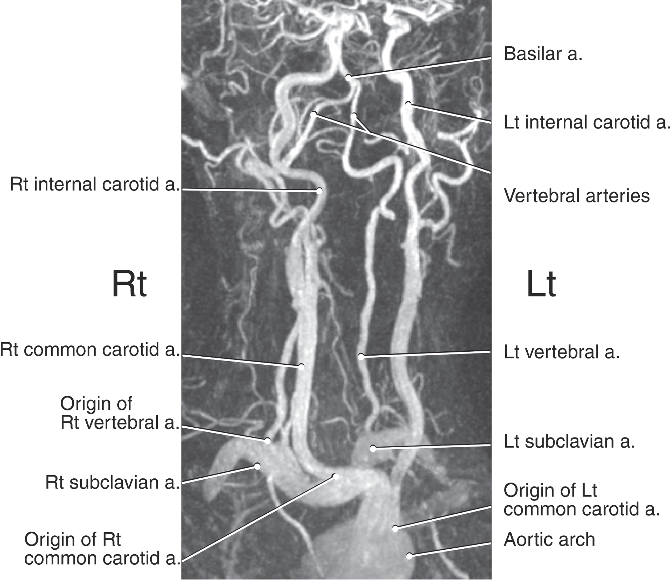 Basilar a.
Lt internal carotid a.
Rt internal carotid a.
Vertebral arteries
Rt
Lt
Rt common carotid a.
Lt vertebral a.
Origin of
Rt vertebral a.
Lt subclavian a.
Rt subclavian a.
Origin of Lt
common carotid a.
Origin of Rt
common carotid a.
Aortic arch